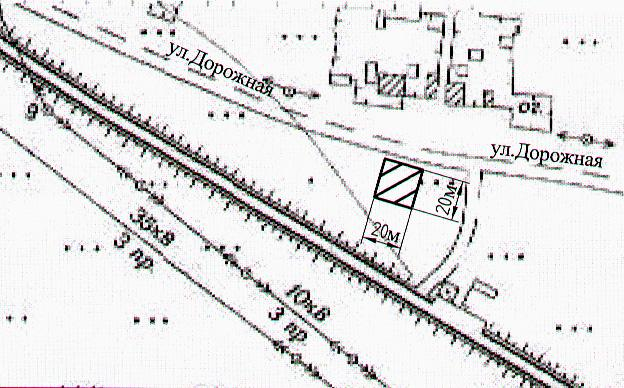 ул.Дорожная
ул.Дорожная
20м
20м
35кв
3 пр.
10кв
3 пр